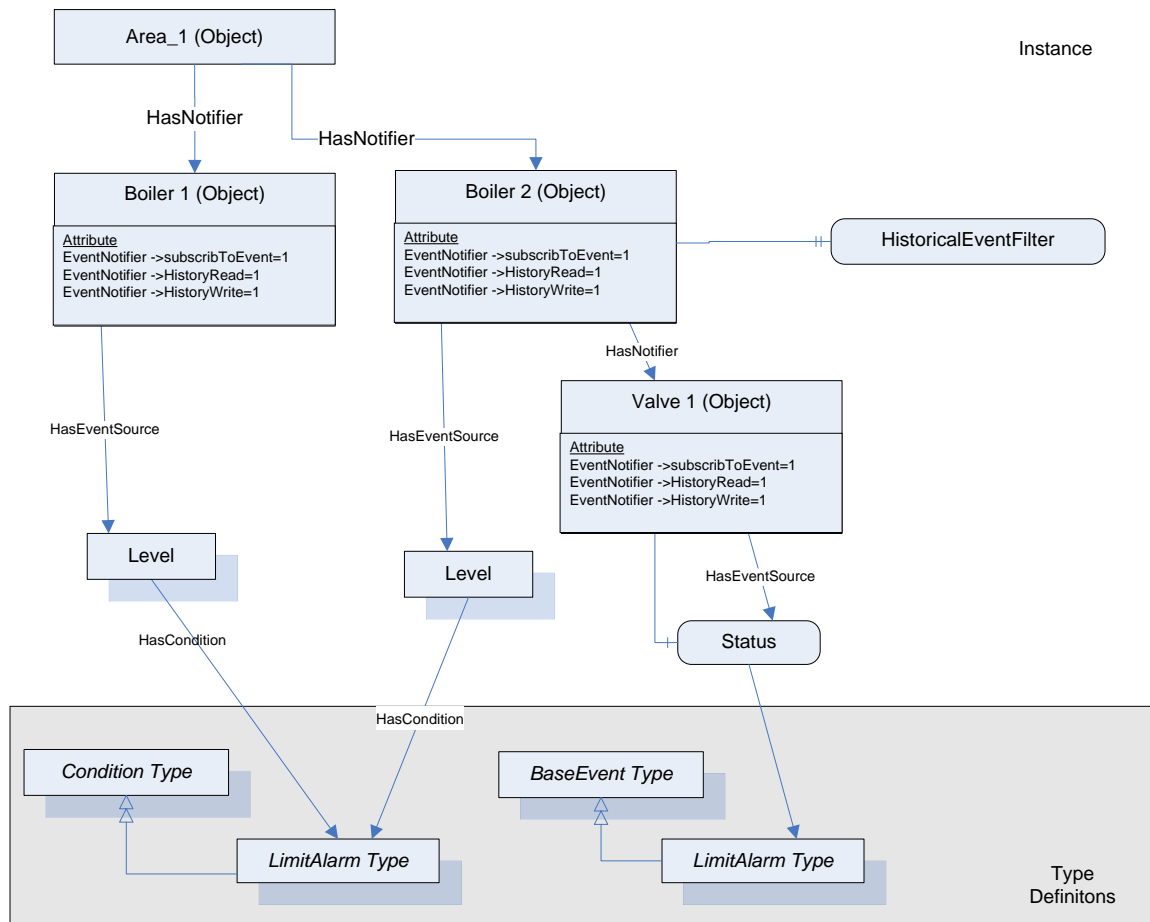 Area_1 (Object)
Instance
HasNotifier
HasNotifier
Boiler 1 (Object)
Attribute
EventNotifier ->subscribToEvent=1
EventNotifier ->HistoryRead=1
EventNotifier ->HistoryWrite=1
Boiler 2 (Object)
Attribute
EventNotifier ->subscribToEvent=1
EventNotifier ->HistoryRead=1
EventNotifier ->HistoryWrite=1
HistoricalEventFilter
HasNotifier
Valve 1 (Object)
Attribute
EventNotifier ->subscribToEvent=1
EventNotifier ->HistoryRead=1
EventNotifier ->HistoryWrite=1
HasEventSource
HasEventSource
Level
Level
HasEventSource
HasCondition
Status
HasCondition
Condition Type
BaseEvent Type
LimitAlarm Type
LimitAlarm Type
Type
Definitons